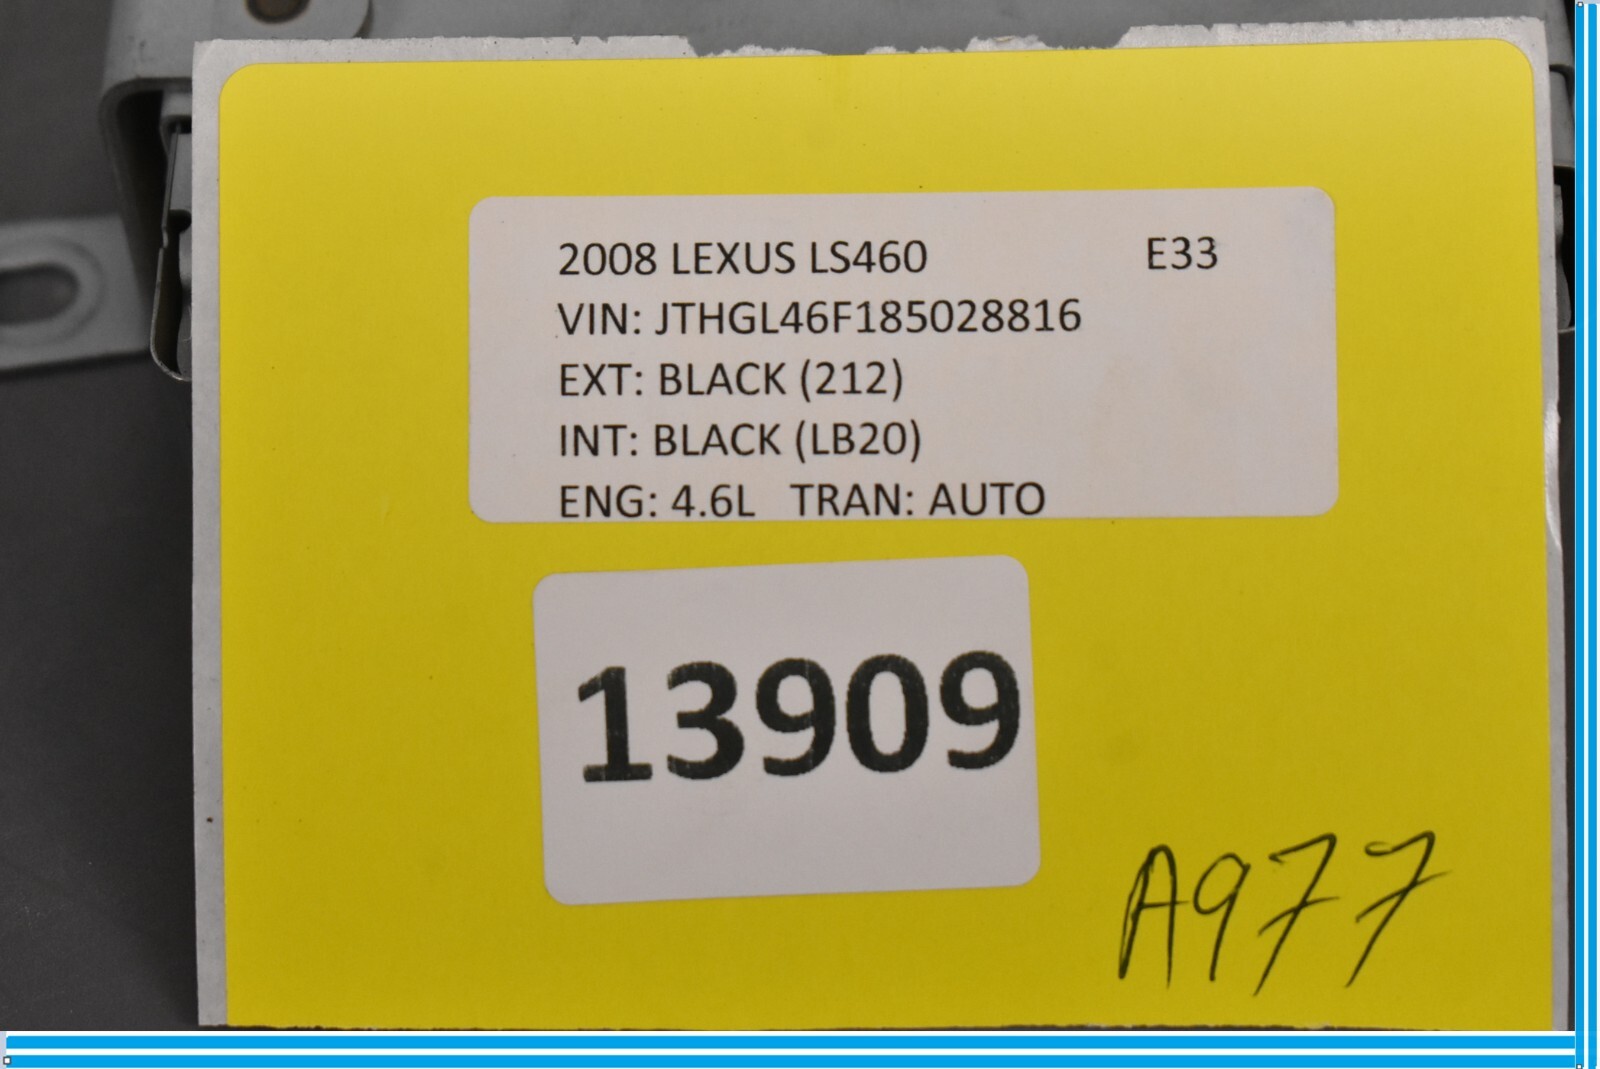 2008 LEXUS LS460 E33
VIN: JTHGL46F185028816
EXT: BLACK (212)
INT: BLACK (LB20)
ENG: 4.6L TRAN: AUTO
13909
A977